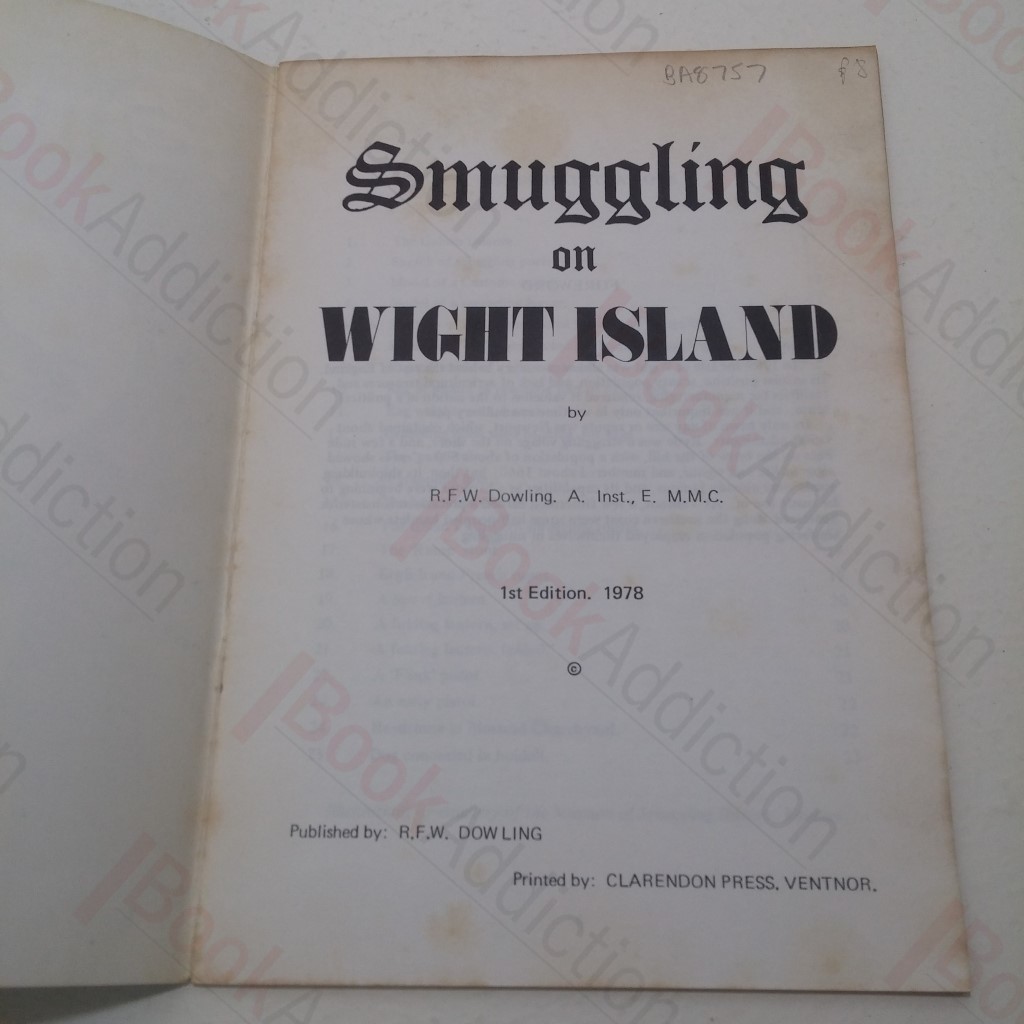 BA8757 £8
Smuggling
on
WIGHT ISLAND
by
R.F.W. Dowling. A. Inst., E. M.M.C.
1st Edition. 1978
©
Published by: R.F.W. DOWLING
Printed by: CLARENDON PRESS. VENTNOR.
BookAddiction